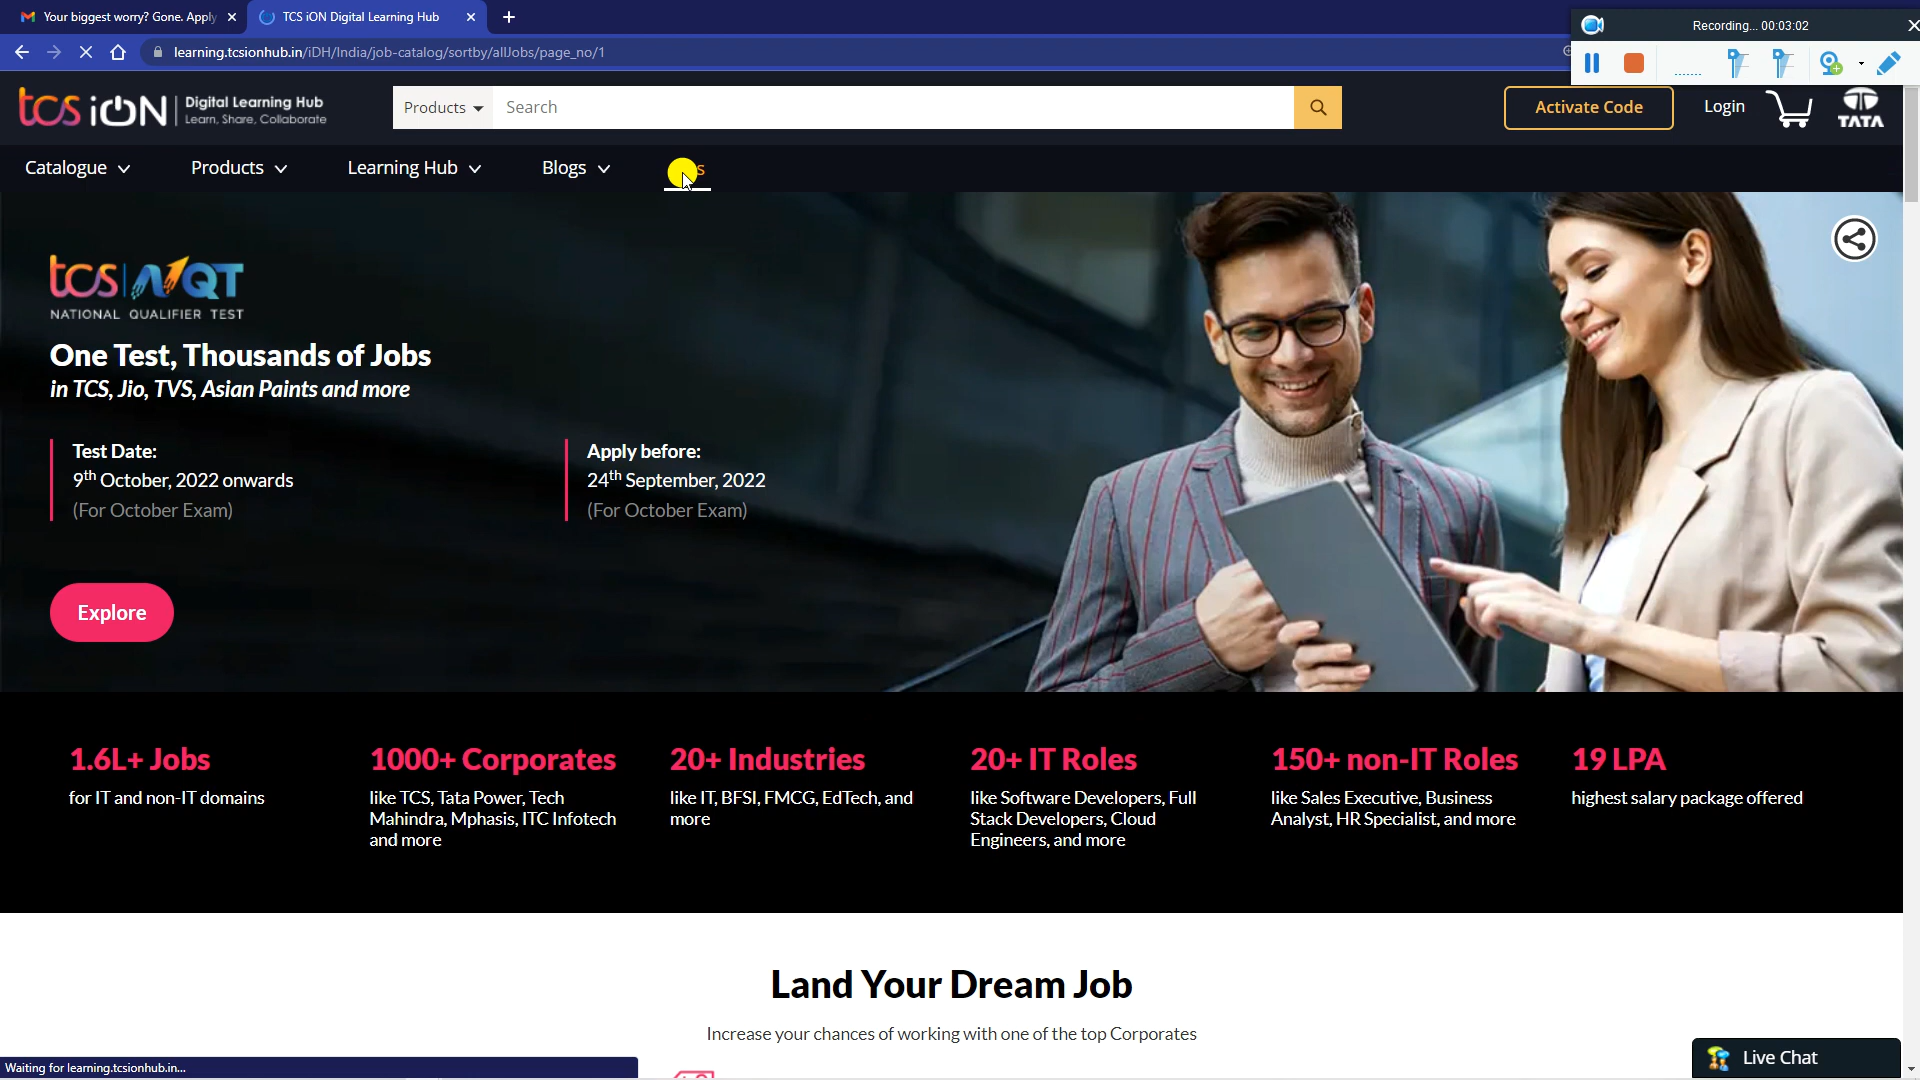 Your biggest worry? Gone. Apply
TCS iON Digital Learning Hub
Recording... 00:03:02
learning.tcsionhub.in/iDH/India/job-catalog/sortby/allJobs/page_no/1
tcs iON
Digital Learning Hub
Learn, Share, Collaborate
Products
Search
Activate Code
Login
TATA
Catalogue
Products
Learning Hub
Blogs
tcs NQT
NATIONAL QUALIFIER TEST
One Test, Thousands of Jobs
in TCS, Jio, TVS, Asian Paints and more
Test Date:
9th October, 2022 onwards
(For October Exam)
Apply before:
24th September, 2022
(For October Exam)
Explore
1.6L+ Jobs
for IT and non-IT domains
1000+ Corporates
like TCS, Tata Power, Tech
Mahindra, Mphasis, ITC Infotech
and more
20+ Industries
like IT, BFSI, FMCG, EdTech, and
more
20+ IT Roles
like Software Developers, Full
Stack Developers, Cloud
Engineers, and more
150+ non-IT Roles
like Sales Executive, Business
Analyst, HR Specialist, and more
19 LPA
highest salary package offered
Land Your Dream Job
Increase your chances of working with one of the top Corporates
Waiting for learning.tcsionhub.in...
Live Chat